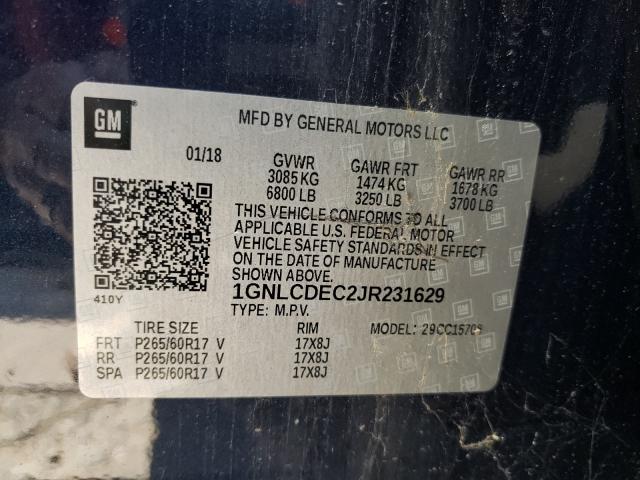 GM
MFD BY GENERAL MOTORS LLC
01/18 GVWR GAWR FRT GAWR RR
3085 KG 1474 KG 1678 KG
6800 LB 3250 LB 3700 LB
THIS VEHICLE CONFORMS TO ALL
APPLICABLE U.S. FEDERAL MOTOR
VEHICLE SAFETY STANDARDS IN EFFECT
ON THE DATE OF MANUFACTURE
SHOWN ABOVE.
410Y 1GNLCDEC2JR231629
TYPE: M.P.V.
TIRE SIZE RIM MODEL: 29CC15706
FRT P265/60R17 V 17X8J
RR P265/60R17 V 17X8J
SPA P265/60R17 V 17X8J